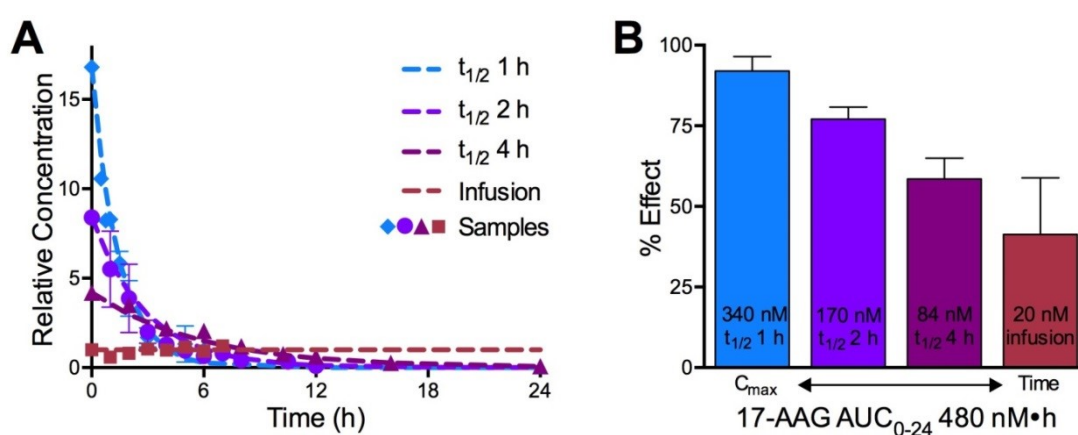 A
Relative Concentration
15
10
5
0
0
6
12
18
24
Time (h)
t1/2 1 h
t1/2 2 h
t1/2 4 h
Infusion
Samples
B
% Effect
100
75
50
25
0
340 nM
t1/2 1 h
170 nM
t1/2 2 h
84 nM
t1/2 4 h
20 nM
infusion
Cmax
Time
17-AAG AUC0-24 480 nM•h